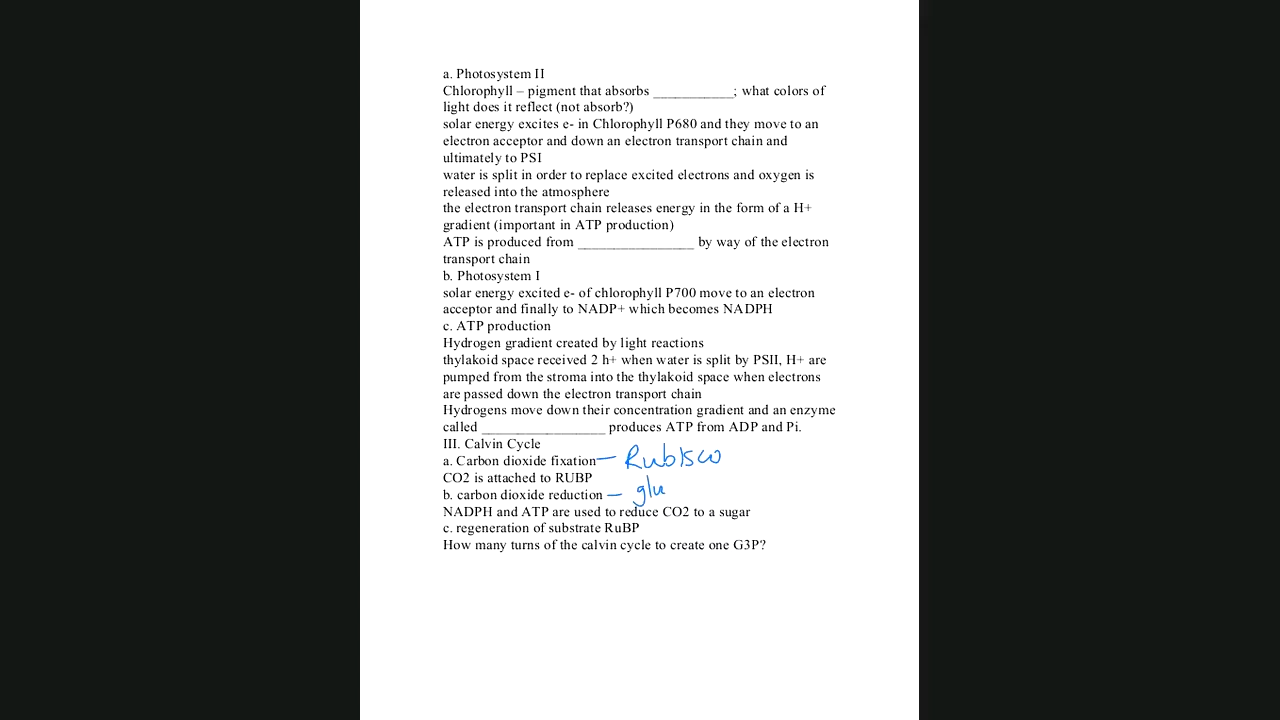 a. Photosystem II
Chlorophyll – pigment that absorbs ___________; what colors of
light does it reflect (not absorb?)
solar energy excites e- in Chlorophyll P680 and they move to an
electron acceptor and down an electron transport chain and
ultimately to PSI
water is split in order to replace excited electrons and oxygen is
released into the atmosphere
the electron transport chain releases energy in the form of a H+
gradient (important in ATP production)
ATP is produced from ________________ by way of the electron
transport chain
b. Photosystem I
solar energy excited e- of chlorophyll P700 move to an electron
acceptor and finally to NADP+ which becomes NADPH
c. ATP production
Hydrogen gradient created by light reactions
thylakoid space received 2 h+ when water is split by PSII, H+ are
pumped from the stroma into the thylakoid space when electrons
are passed down the electron transport chain
Hydrogens move down their concentration gradient and an enzyme
called _________________ produces ATP from ADP and Pi.
III. Calvin Cycle
a. Carbon dioxide fixation — Rubisco
CO2 is attached to RUBP
b. carbon dioxide reduction — glu
NADPH and ATP are used to reduce CO2 to a sugar
c. regeneration of substrate RuBP
How many turns of the calvin cycle to create one G3P?